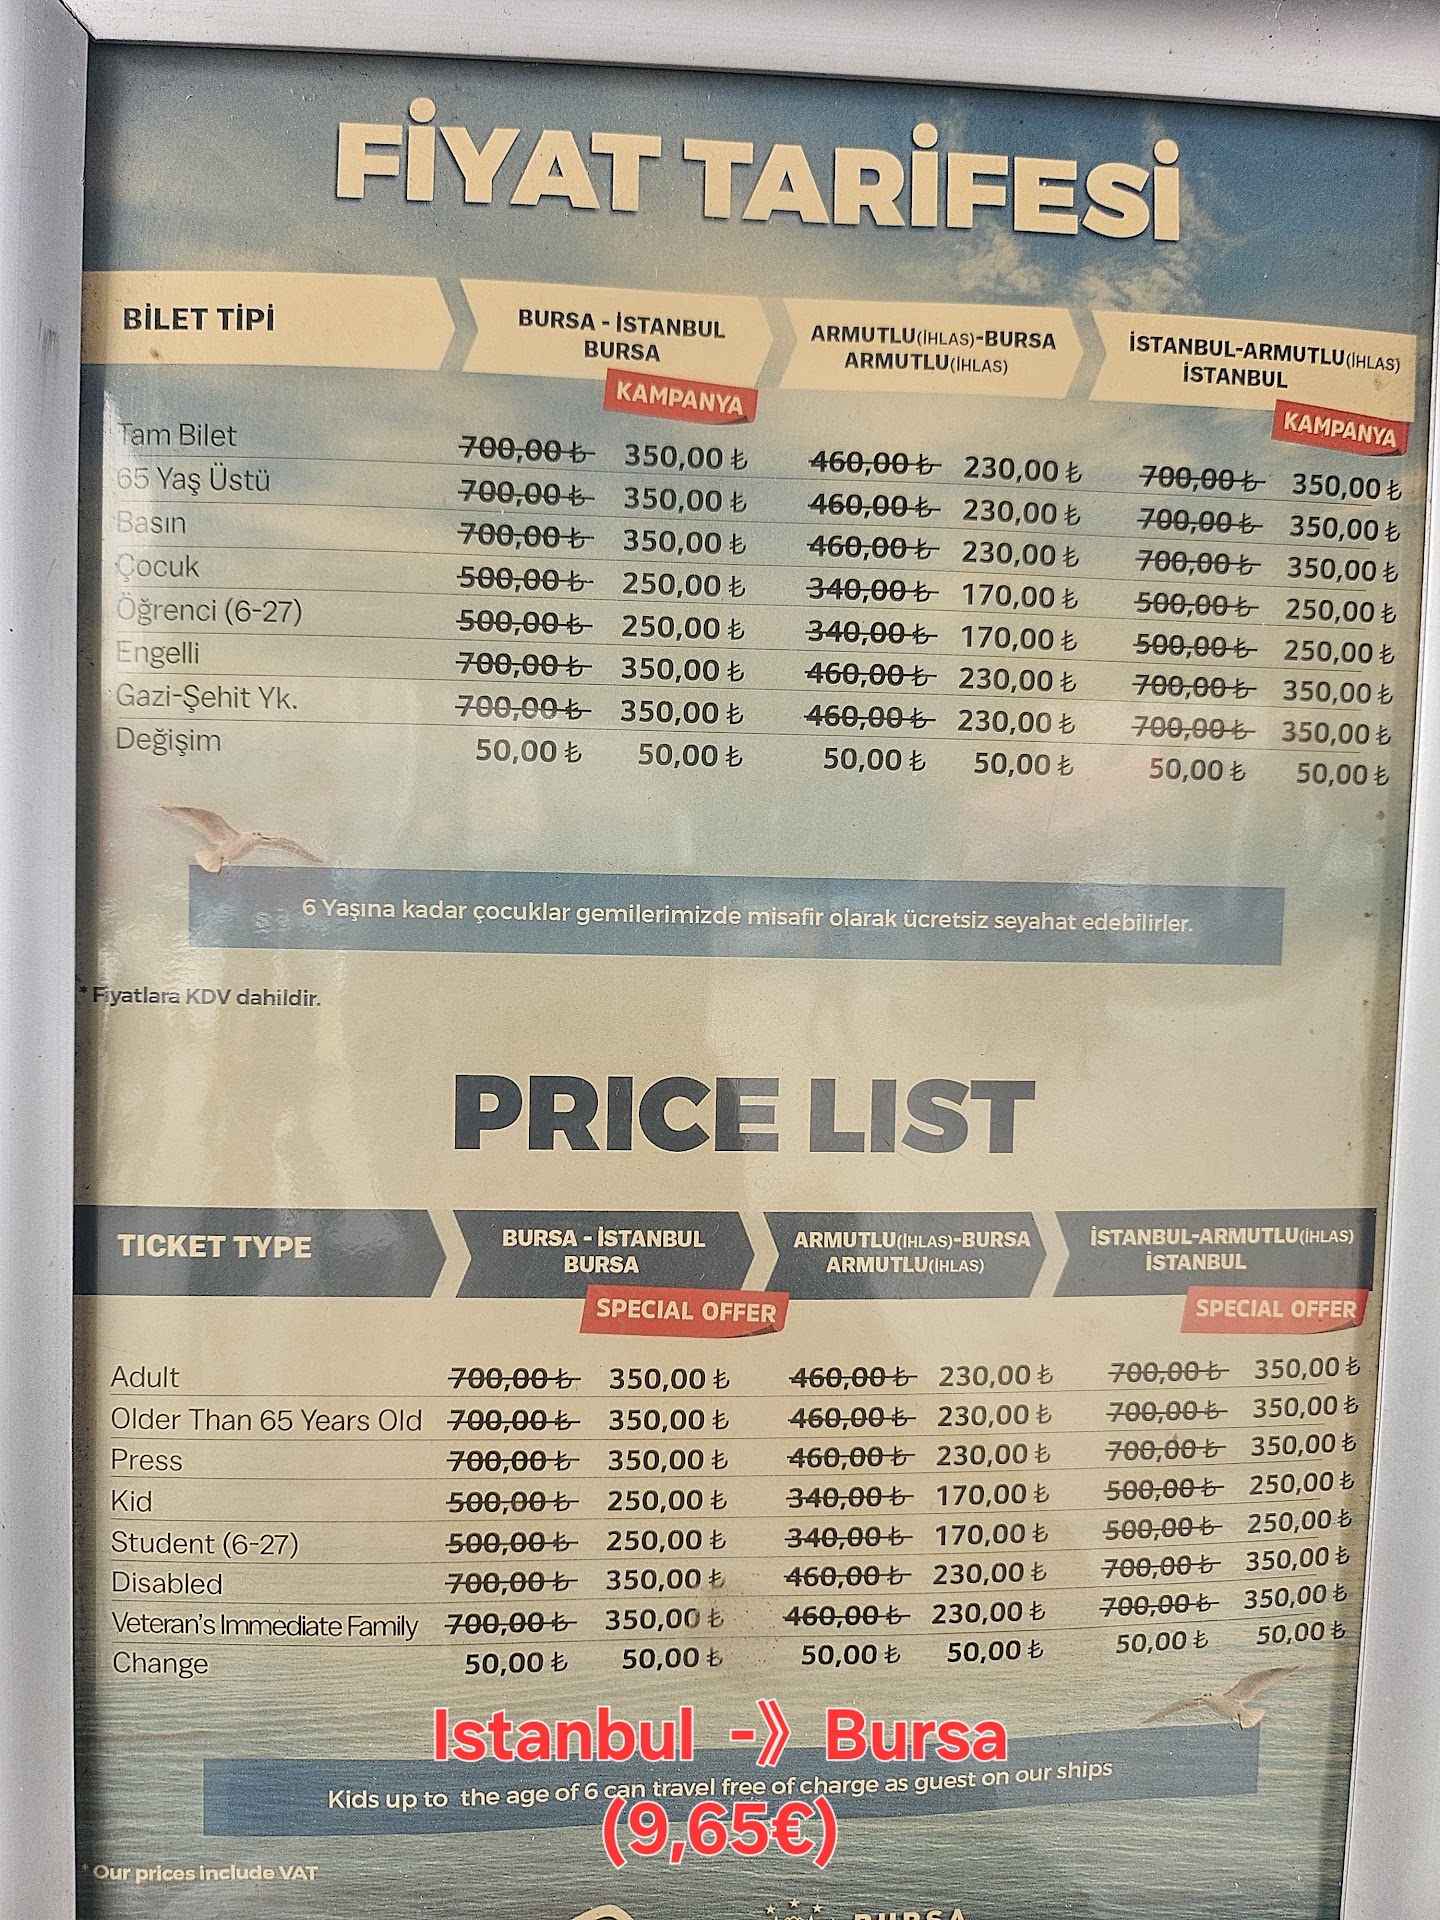 FİYAT TARİFESİ
BİLET TİPİ
BURSA - İSTANBUL
BURSA
ARMUTLU(İHLAS)-BURSA
ARMUTLU(İHLAS)
İSTANBUL-ARMUTLU(İHLAS)
İSTANBUL
KAMPANYA
KAMPANYA
Tam Bilet 700,00 ₺ 350,00 ₺ 460,00 ₺ 230,00 ₺ 700,00 ₺ 350,00 ₺
65 Yaş Üstü 700,00 ₺ 350,00 ₺ 460,00 ₺ 230,00 ₺ 700,00 ₺ 350,00 ₺
Basın 700,00 ₺ 350,00 ₺ 460,00 ₺ 230,00 ₺ 700,00 ₺ 350,00 ₺
Çocuk 500,00 ₺ 250,00 ₺ 340,00 ₺ 170,00 ₺ 500,00 ₺ 250,00 ₺
Öğrenci (6-27) 500,00 ₺ 250,00 ₺ 340,00 ₺ 170,00 ₺ 500,00 ₺ 250,00 ₺
Engelli 700,00 ₺ 350,00 ₺ 460,00 ₺ 230,00 ₺ 700,00 ₺ 350,00 ₺
Gazi-Şehit Yk. 700,00 ₺ 350,00 ₺ 460,00 ₺ 230,00 ₺ 700,00 ₺ 350,00 ₺
Değişim 50,00 ₺ 50,00 ₺ 50,00 ₺ 50,00 ₺ 50,00 ₺ 50,00 ₺
6 Yaşına kadar çocuklar gemilerimizde misafir olarak ücretsiz seyahat edebilirler.
* Fiyatlara KDV dahildir.
PRICE LIST
TICKET TYPE
BURSA - İSTANBUL
BURSA
ARMUTLU(İHLAS)-BURSA
ARMUTLU(İHLAS)
İSTANBUL-ARMUTLU(İHLAS)
İSTANBUL
SPECIAL OFFER
SPECIAL OFFER
Adult 700,00 ₺ 350,00 ₺ 460,00 ₺ 230,00 ₺ 700,00 ₺ 350,00 ₺
Older Than 65 Years Old 700,00 ₺ 350,00 ₺ 460,00 ₺ 230,00 ₺ 700,00 ₺ 350,00 ₺
Press 700,00 ₺ 350,00 ₺ 460,00 ₺ 230,00 ₺ 700,00 ₺ 350,00 ₺
Kid 500,00 ₺ 250,00 ₺ 340,00 ₺ 170,00 ₺ 500,00 ₺ 250,00 ₺
Student (6-27) 500,00 ₺ 250,00 ₺ 340,00 ₺ 170,00 ₺ 500,00 ₺ 250,00 ₺
Disabled 700,00 ₺ 350,00 ₺ 460,00 ₺ 230,00 ₺ 700,00 ₺ 350,00 ₺
Veteran's Immediate Family 700,00 ₺ 350,00 ₺ 460,00 ₺ 230,00 ₺ 700,00 ₺ 350,00 ₺
Change 50,00 ₺ 50,00 ₺ 50,00 ₺ 50,00 ₺ 50,00 ₺ 50,00 ₺
Istanbul -》Bursa
Kids up to the age of 6 can travel free of charge as guest on our ships
(9,65€)
* Our prices include VAT
BURSA